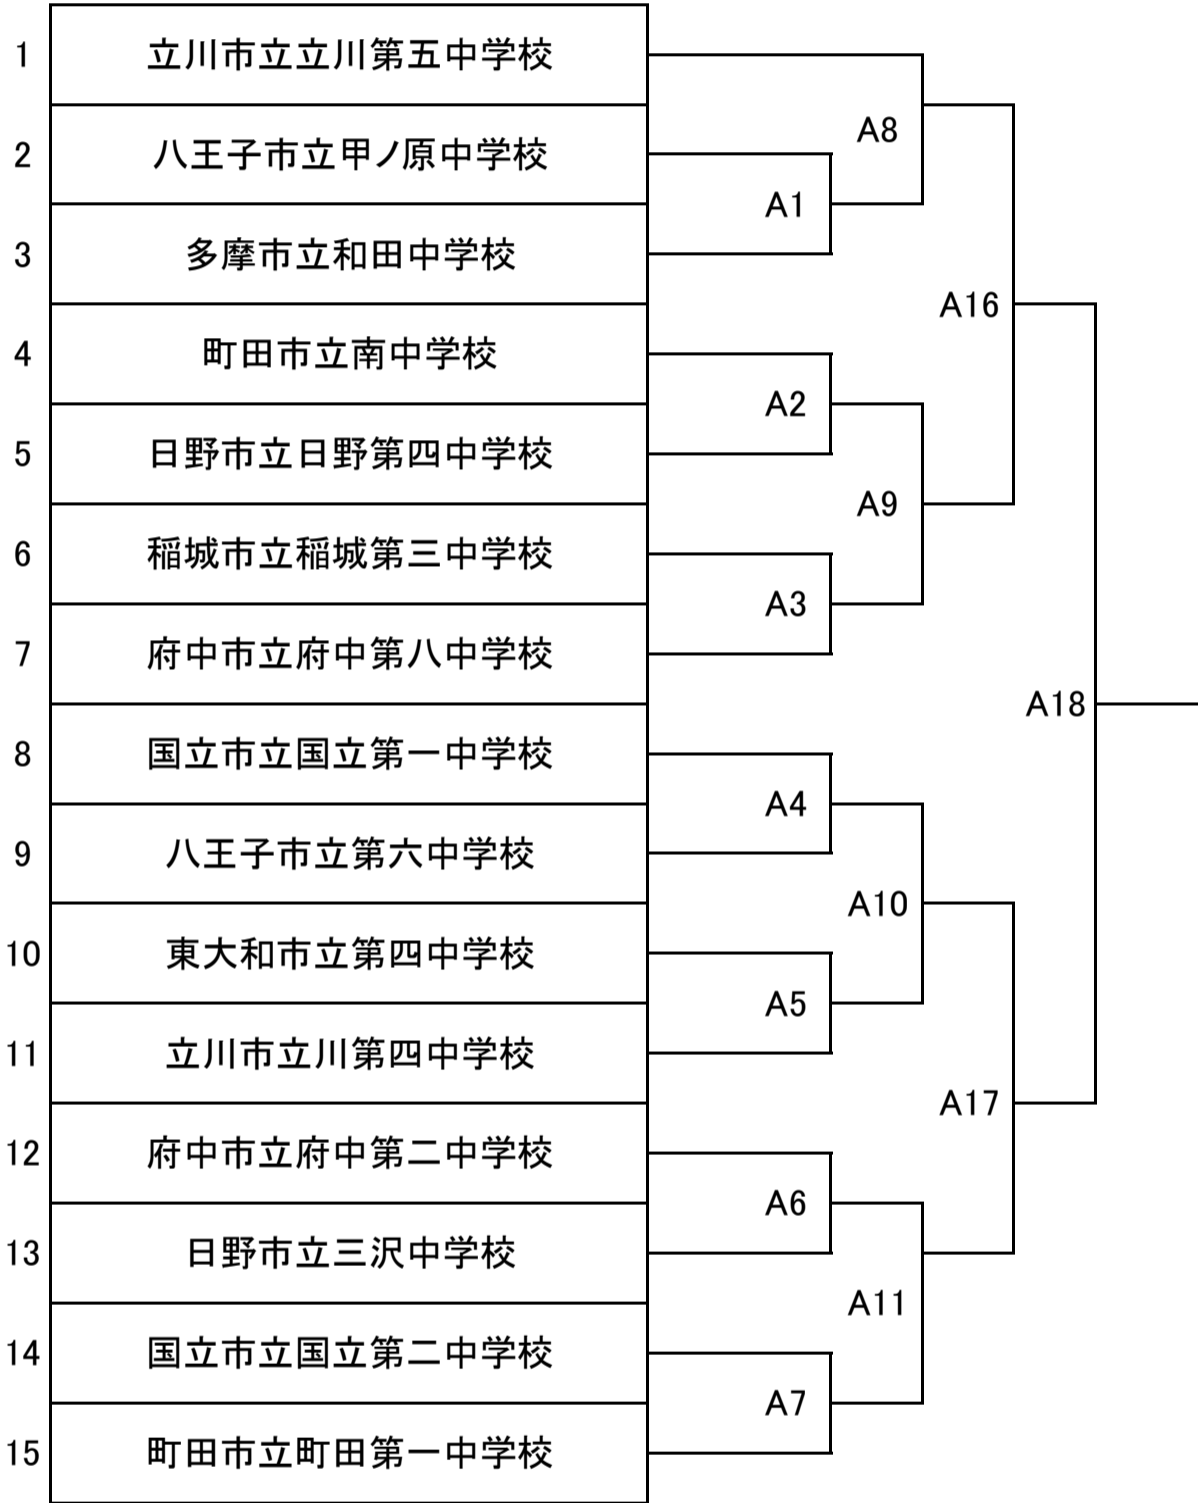 1 立川市立立川第五中学校
A8
2 八王子市立甲ノ原中学校
A1
3 多摩市立和田中学校
A16
4 町田市立南中学校
A2
5 日野市立日野第四中学校
A9
6 稲城市立稲城第三中学校
A3
7 府中市立府中第八中学校
A18
8 国立市立国立第一中学校
A4
9 八王子市立第六中学校
A10
10 東大和市立第四中学校
A5
11 立川市立川第四中学校
A17
12 府中市立府中第二中学校
A6
13 日野市立三沢中学校
A11
14 国立市立国立第二中学校
A7
15 町田市立町田第一中学校